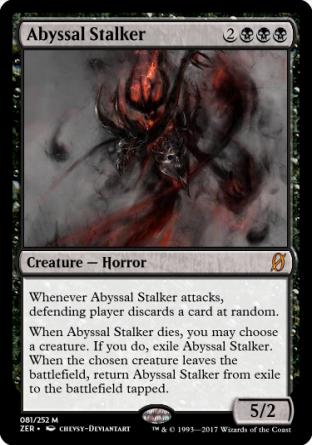 Abyssal Stalker 2
Creature — Horror
Whenever Abyssal Stalker attacks,
defending player discards a card at random.
When Abyssal Stalker dies, you may choose
a creature. If you do, exile Abyssal Stalker.
When the chosen creature leaves the
battlefield, return Abyssal Stalker from exile
to the battlefield tapped.
5/2
081/252 M
ZER • CHEVSY-DEVIANTART ™ & © 1993—2017 Wizards of the Coast